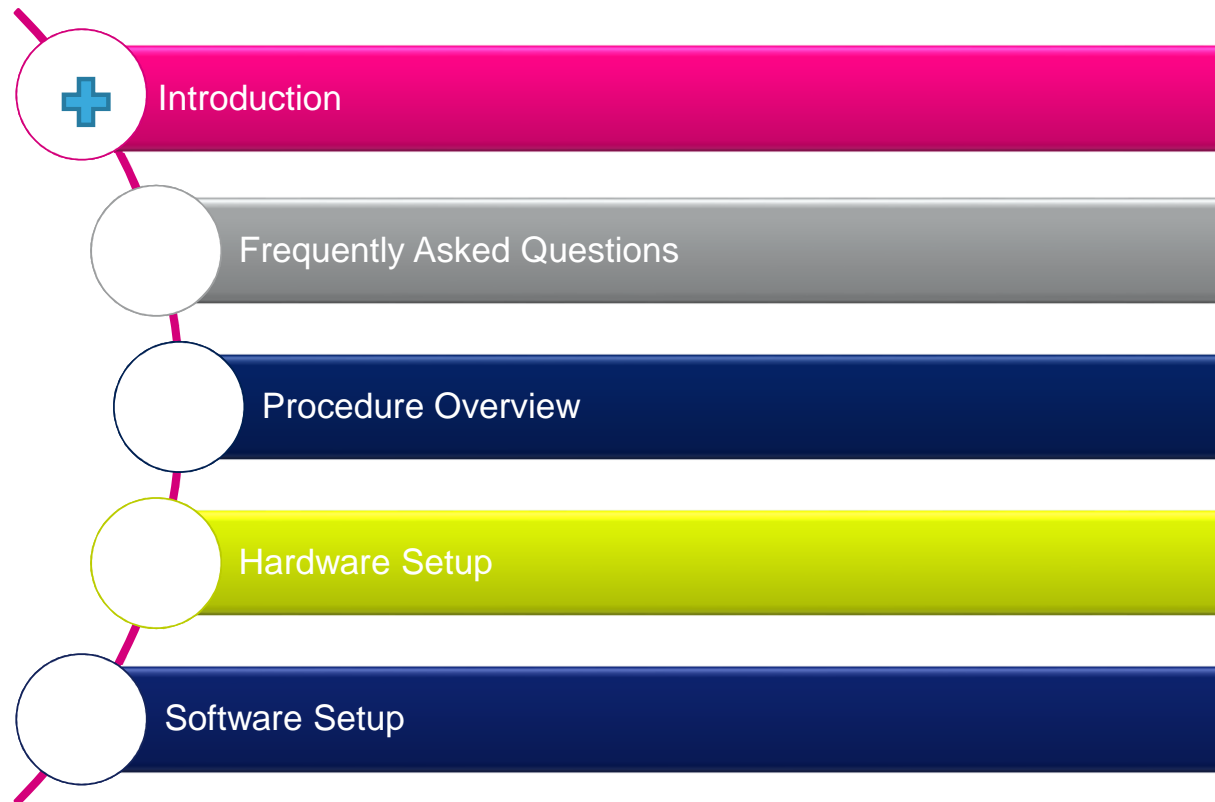 Introduction
Frequently Asked Questions
Procedure Overview
Hardware Setup
Software Setup